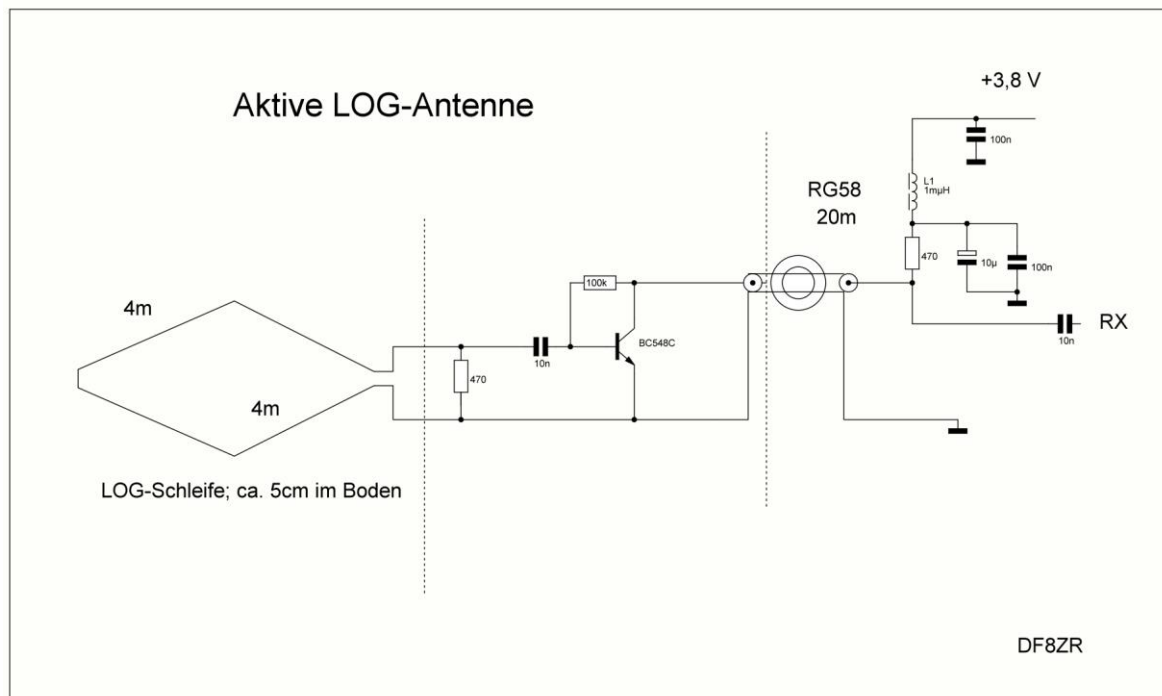 Aktive LOG-Antenne
+3,8 V
100n
L1
1mµH
RG58
20m
470
10µ
100n
100k
4m
BC548C
10n
RX
10n
470
4m
LOG-Schleife; ca. 5cm im Boden
DF8ZR